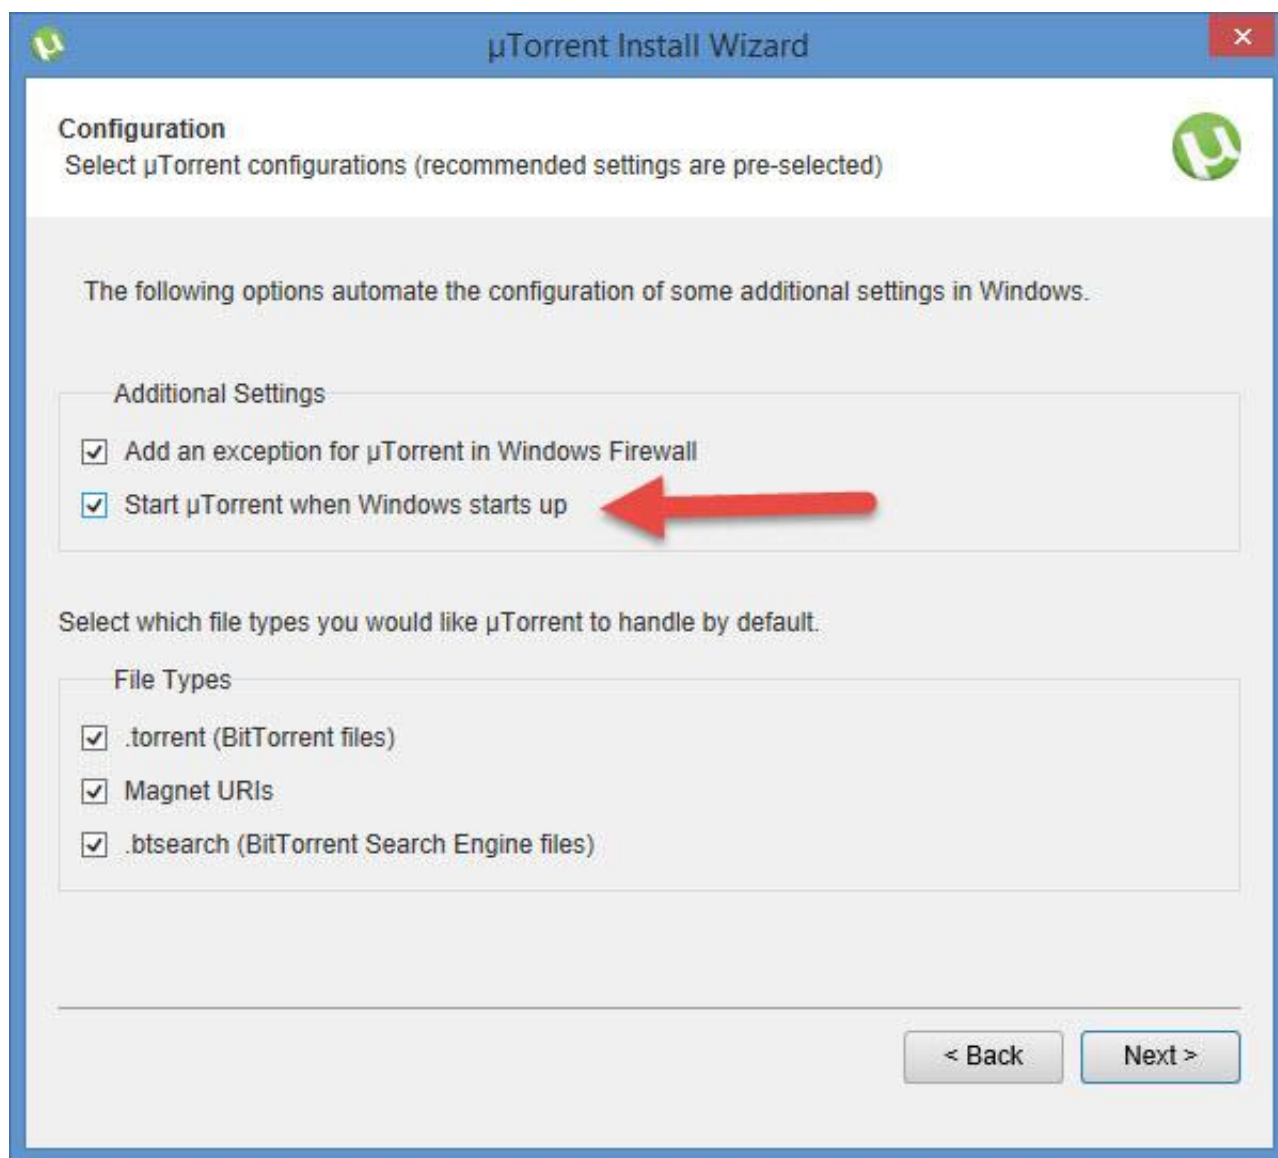 µTorrent Install Wizard
Configuration
Select µTorrent configurations (recommended settings are pre-selected)
The following options automate the configuration of some additional settings in Windows.
Additional Settings
Add an exception for µTorrent in Windows Firewall
Start µTorrent when Windows starts up
Select which file types you would like µTorrent to handle by default.
File Types
.torrent (BitTorrent files)
Magnet URIs
.btsearch (BitTorrent Search Engine files)
< Back Next >